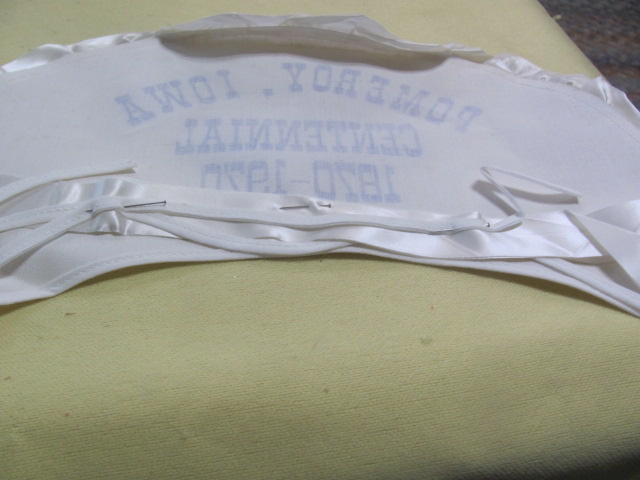 POMEROY, IOWA
CENTENNIAL
1870-1970